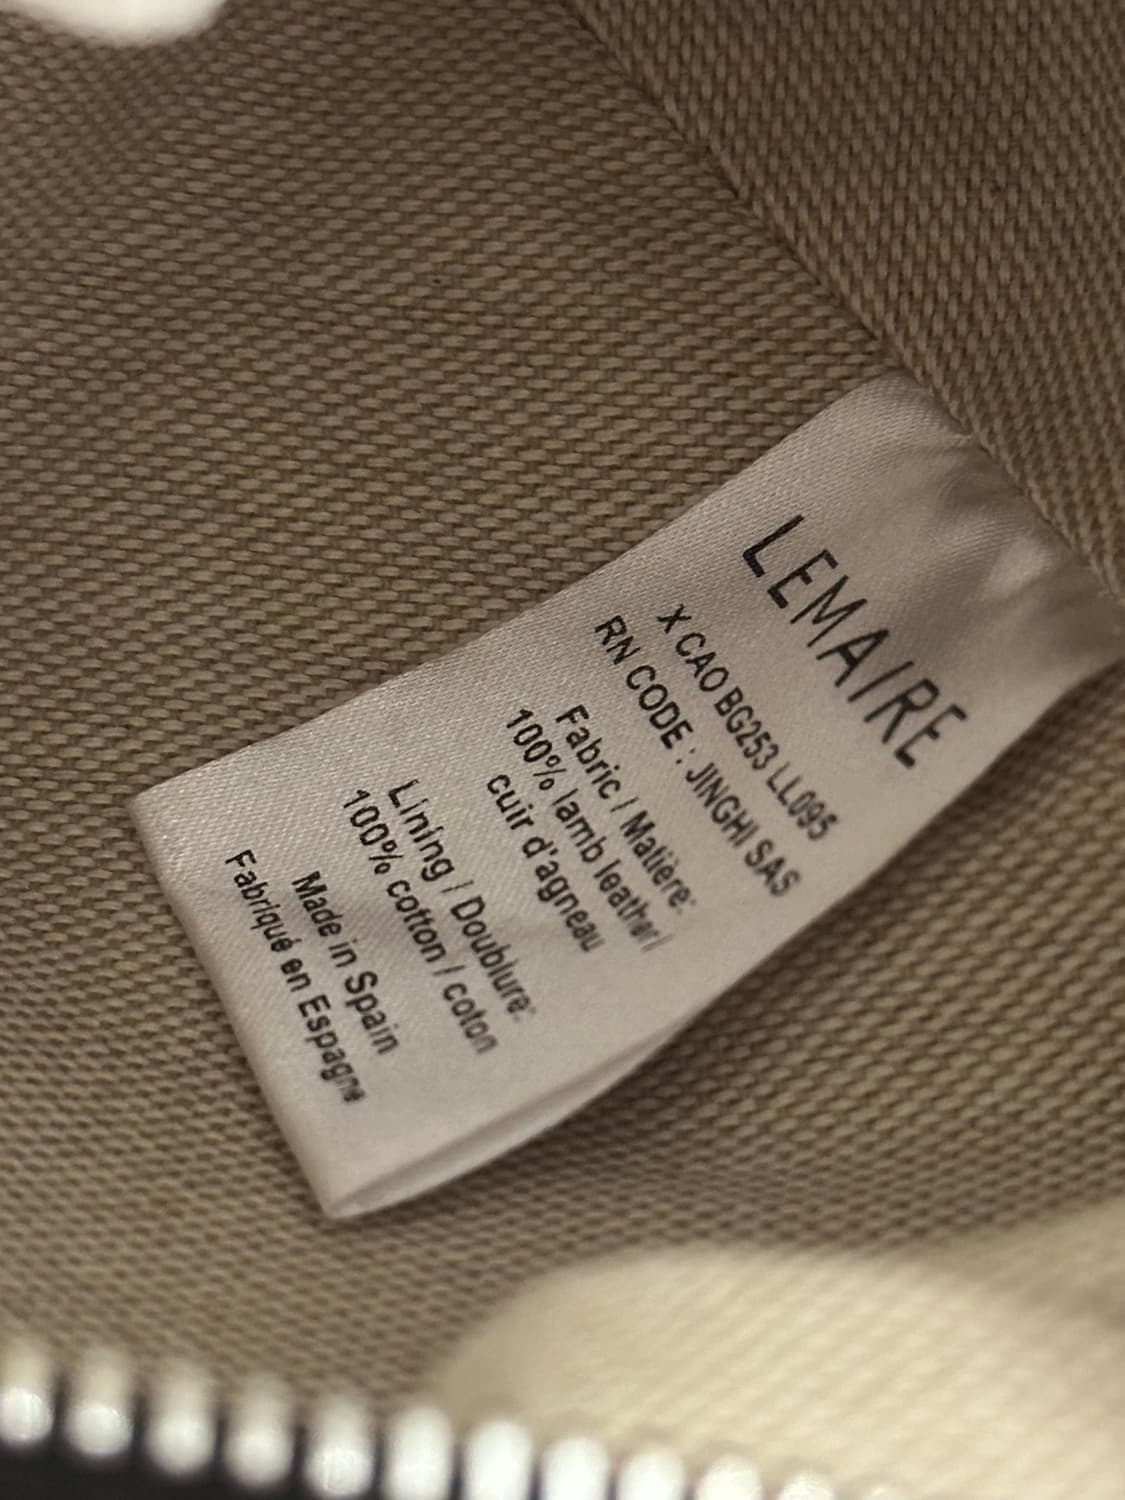 LEMAIRE
X CAO BG253 LL095
RN CODE : JINGHI SAS
Fabric / Matière:
100% lamb leather/
cuir d'agneau
Lining / Doublure:
100% cotton / coton
Made in Spain
Fabriqué en Espagne